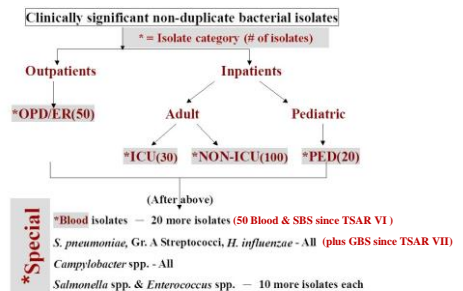 Clinically significant non-duplicate bacterial isolates
* = Isolate category (# of isolates)
Outpatients Inpatients
*OPD/ER(50) Adult Pediatric
*ICU(30) *NON-ICU(100) *PED(20)
(After above)
*Special
*Blood isolates — 20 more isolates (50 Blood & SBS since TSAR VI )
S. pneumoniae, Gr. A Streptococci, H. influenzae - All (plus GBS since TSAR VII)
Campylobacter spp. - All
Salmonella spp. & Enterococcus spp. — 10 more isolates each